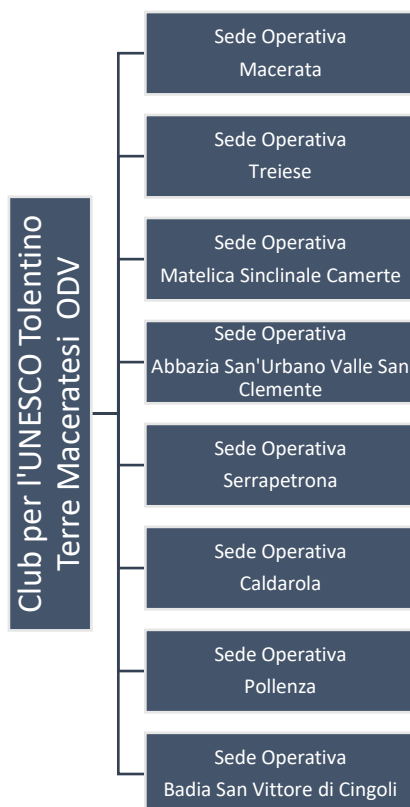 Club per l'UNESCO Tolentino
Terre Maceratesi ODV
Sede Operativa
Macerata
Sede Operativa
Treiese
Sede Operativa
Matelica Sinclinale Camerte
Sede Operativa
Abbazia San'Urbano Valle San
Clemente
Sede Operativa
Serrapetrona
Sede Operativa
Caldarola
Sede Operativa
Pollenza
Sede Operativa
Badia San Vittore di Cingoli